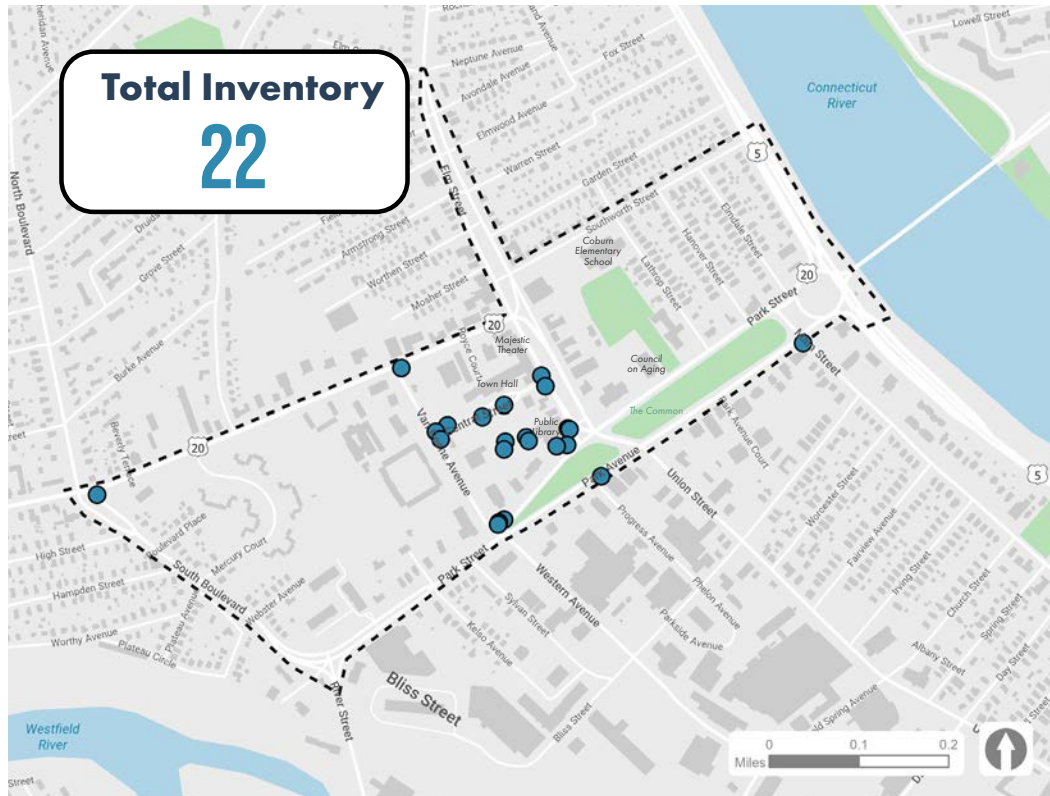 Total Inventory
22
Neptune Avenue
Avondale Avenue
Fox Street
Elmwood Avenue
Warren Street
Garden Street
Southworth Street
Lowell Street
Connecticut
River
5
North Boulevard
Elm Street
Grove Street
Armstrong Street
Worthen Street
Mosher Street
Coburn
Elementary
School
Elmdale Street
Hanover Street
Lathrop Street
20
Park Street
20
Majestic
Theater
Council
on Aging
Town Hall
The Common
Public
Library
Burke Avenue
Beverly Terrace
20
Park Avenue
Park Avenue Court
Union Street
5
Worcester Street
Fairview Avenue
Irving Street
Church Street
Spring Street
Day Street
Albany Street
Boulevard Place
Mercury Court
High Street
Hampden Street
South Boulevard
Webster Avenue
Plateau Avenue
Worthy Avenue
Plateau Circle
Park Street
Progress Avenue
Western Avenue
Phelon Avenue
Sylvan Street
Parkside Avenue
Kelso Avenue
Bliss Street
Bliss Street
River Street
Westfield
River
Street
0 0.1 0.2
Miles